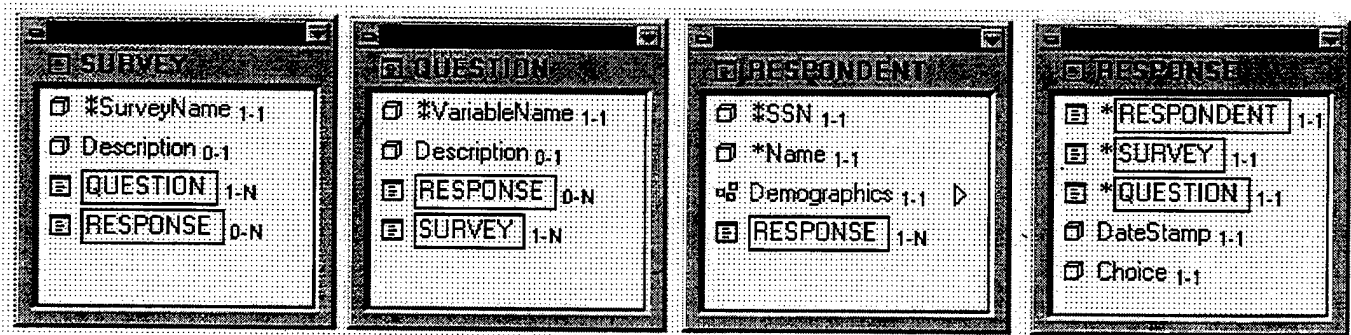 SURVEY
‡SurveyName 1-1
Description 0-1
QUESTION 1-N
RESPONSE 0-N
QUESTION
‡VariableName 1-1
Description 0-1
RESPONSE 0-N
SURVEY 1-N
RESPONDENT
‡SSN 1-1
*Name 1-1
Demographics 1-1
RESPONSE 1-N
RESPONSE
*RESPONDENT 1-1
*SURVEY 1-1
*QUESTION 1-1
DateStamp 1-1
Choice 1-1